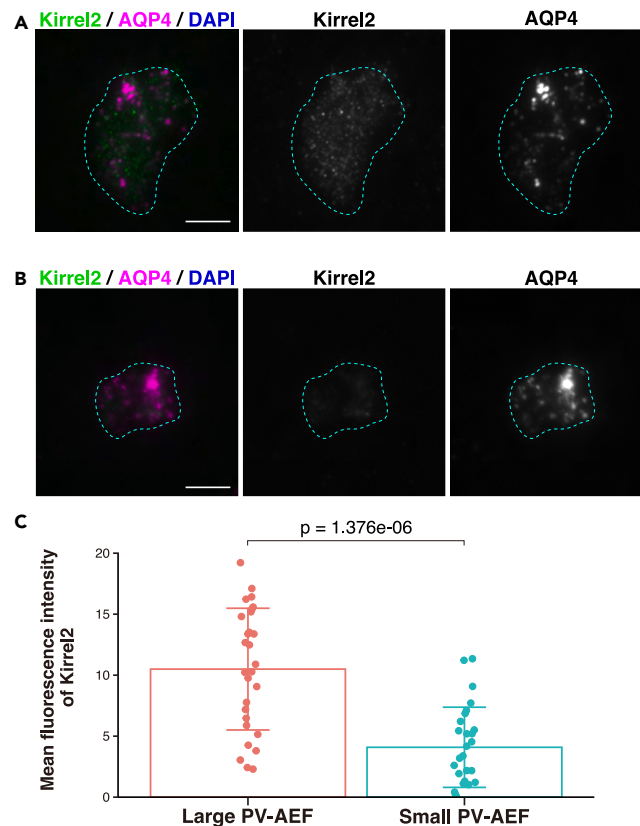 A
Kirrel2 / AQP4 / DAPI
Kirrel2
AQP4
B
Kirrel2 / AQP4 / DAPI
Kirrel2
AQP4
C
p = 1.376e-06
Mean fluorescence intensity
of Kirrel2
20
15
10
5
0
Large PV-AEF
Small PV-AEF